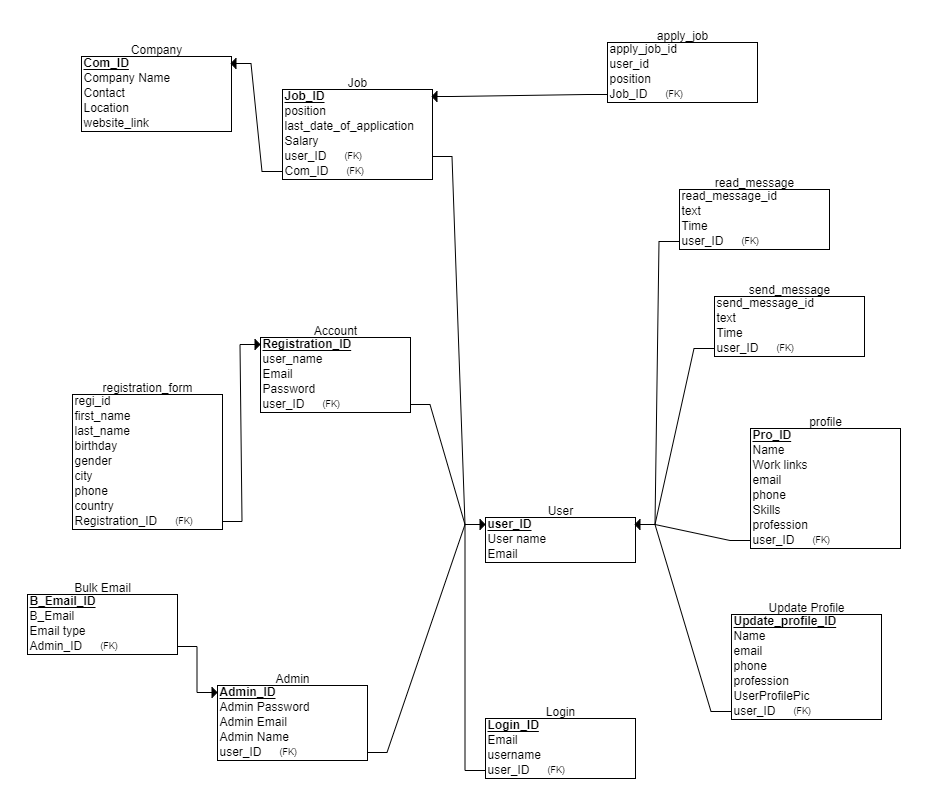 Company
Com_ID
Company Name
Contact
Location
website_link
Job
Job_ID
position
last_date_of_application
Salary
user_ID (FK)
Com_ID (FK)
apply_job
apply_job_id
user_id
position
Job_ID (FK)
read_message
read_message_id
text
Time
user_ID (FK)
send_message
send_message_id
text
Time
user_ID (FK)
Account
Registration_ID
user_name
Email
Password
user_ID (FK)
registration_form
regi_id
first_name
last_name
birthday
gender
city
phone
country
Registration_ID (FK)
profile
Pro_ID
Name
Work links
email
phone
Skills
profession
user_ID (FK)
User
user_ID
User name
Email
Bulk Email
B_Email_ID
B_Email
Email type
Admin_ID (FK)
Update Profile
Update_profile_ID
Name
email
phone
profession
UserProfilePic
user_ID (FK)
Admin
Admin_ID
Admin Password
Admin Email
Admin Name
user_ID (FK)
Login
Login_ID
Email
username
user_ID (FK)